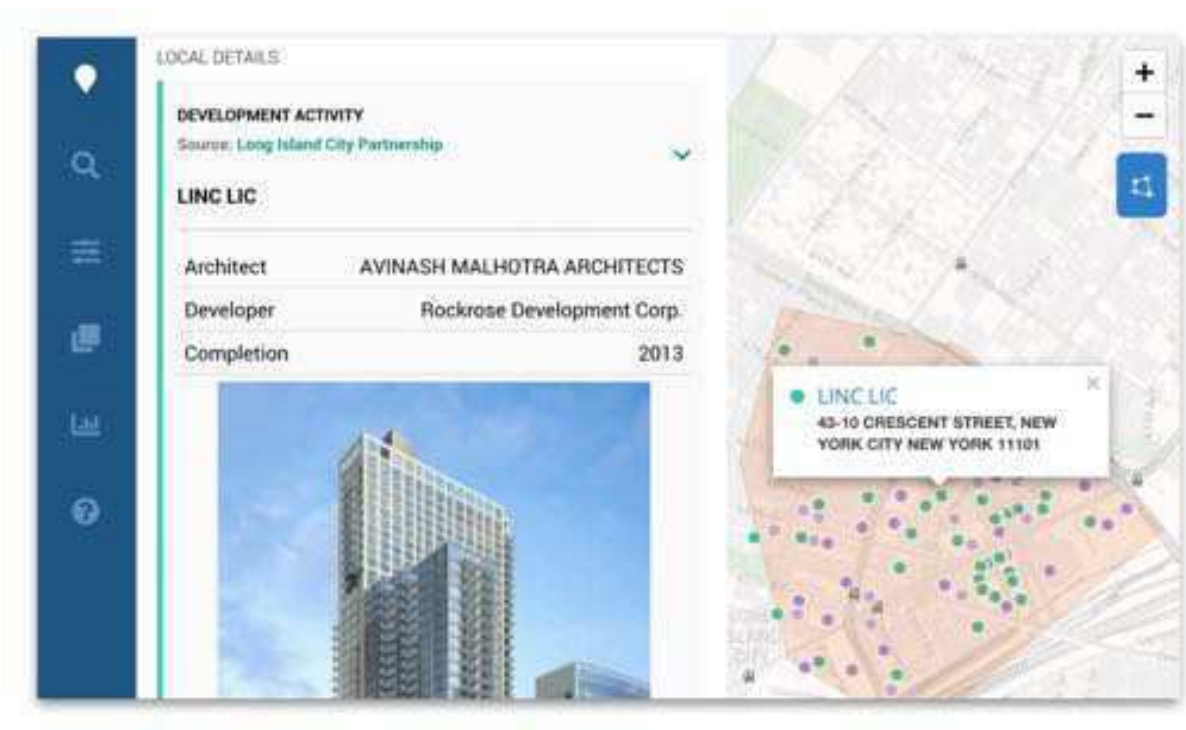 LOCAL DETAILS
DEVELOPMENT ACTIVITY
Source: Long Island City Partnership
LINC LIC
Architect AVINASH MALHOTRA ARCHITECTS
Developer Rockrose Development Corp.
Completion 2013
+
−
LINC LIC
43-10 CRESCENT STREET, NEW
YORK CITY NEW YORK 11101